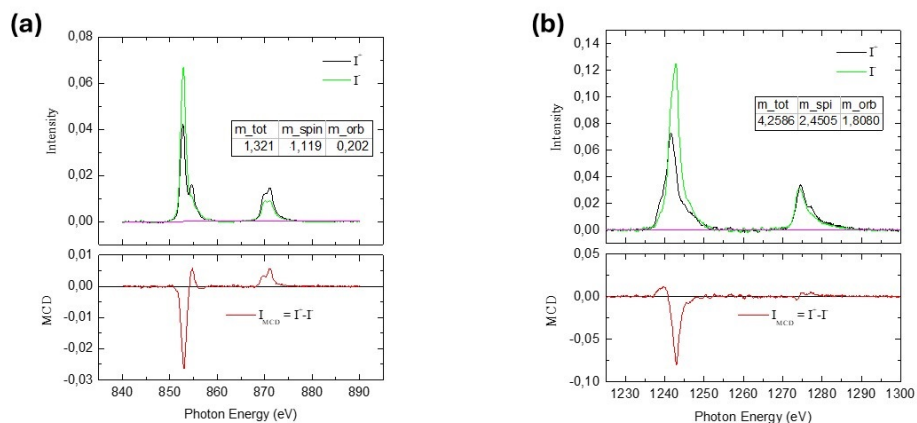 (a)
0,08
0,06
0,04
0,02
0,00
Intensity
I⁻
I⁻
m_tot m_spin m_orb
1,321 1,119 0,202
0,01
0,00
-0,01
-0,02
-0,03
MCD
I_MCD = I⁻-I⁻
840 850 860 870 880 890
Photon Energy (eV)
(b)
0,14
0,12
0,10
0,08
0,06
0,04
0,02
0,00
Intensity
I⁻
I⁻
m_tot m_spi m_orb
4,2586 2,4505 1,8080
0,05
0,00
-0,05
-0,10
MCD
I_MCD = I⁻-I⁻
1230 1240 1250 1260 1270 1280 1290 1300
Photon Energy (eV)